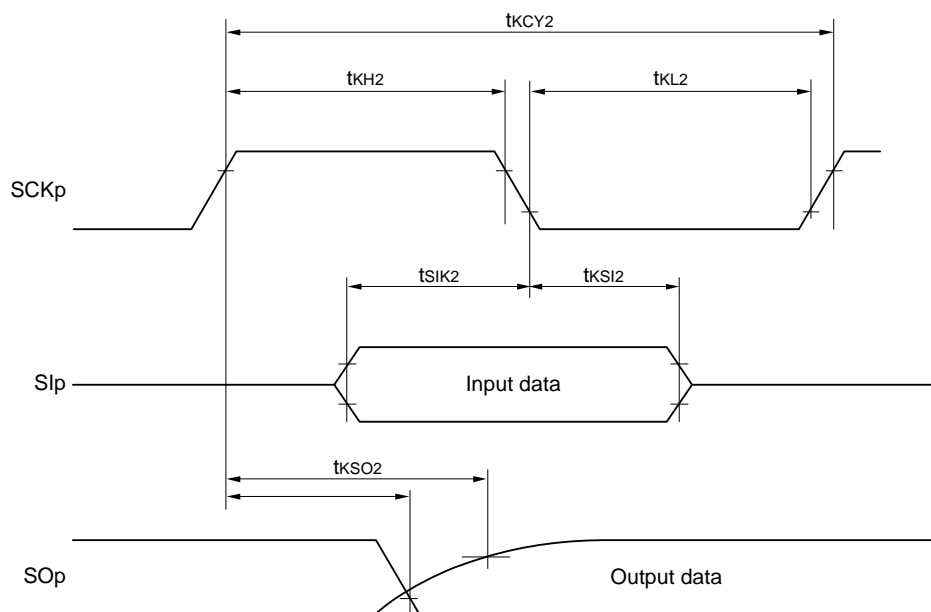 tKCY2
tKH2
tKL2
SCKp
tSIK2
tKSI2
SIp
Input data
tKSO2
SOp
Output data